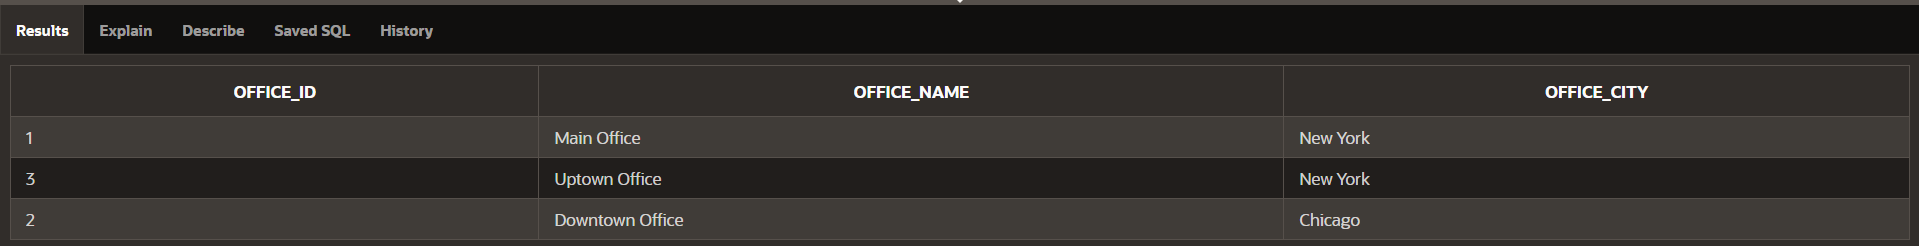 Results Explain Describe Saved SQL History
OFFICE_ID OFFICE_NAME OFFICE_CITY
1 Main Office New York
3 Uptown Office New York
2 Downtown Office Chicago